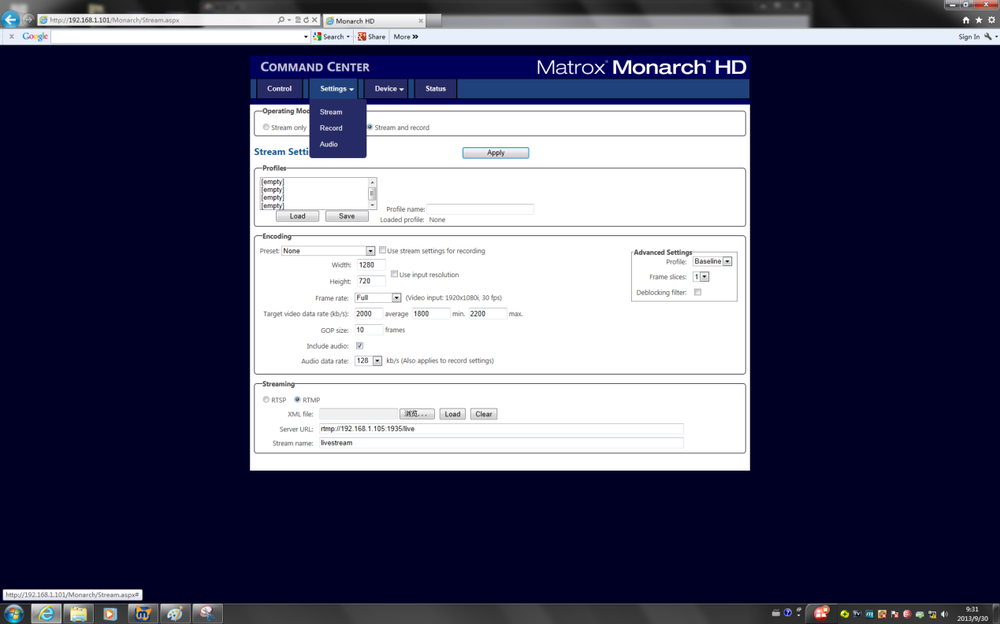 http://192.168.1.101/Monarch/Stream.aspx
Monarch HD
x Google Search Share More » Sign In
COMMAND CENTER Matrox® Monarch™ HD
Control Settings Device Status
Stream
Record
Audio
Operating Mod
Stream only Stream and record
Stream Setti Apply
Profiles
[empty]
[empty]
[empty]
[empty]
Load Save Profile name:
Loaded profile: None
Encoding
Preset: None Use stream settings for recording
Width: 1280
Use input resolution
Height: 720
Frame rate: Full (Video input: 1920x1080i, 30 fps)
Target video data rate (kb/s): 2000 average 1800 min. 2200 max.
GOP size: 10 frames
Include audio:
Audio data rate: 128 kb/s (Also applies to record settings)
Advanced Settings
Profile: Baseline
Frame slices: 1
Deblocking filter:
Streaming
RTSP RTMP
XML file: 浏览... Load Clear
Server URL: rtmp://192.168.1.105:1935/live
Stream name: livestream
http://192.168.1.101/Monarch/Stream.aspx#
9:31
2013/9/30